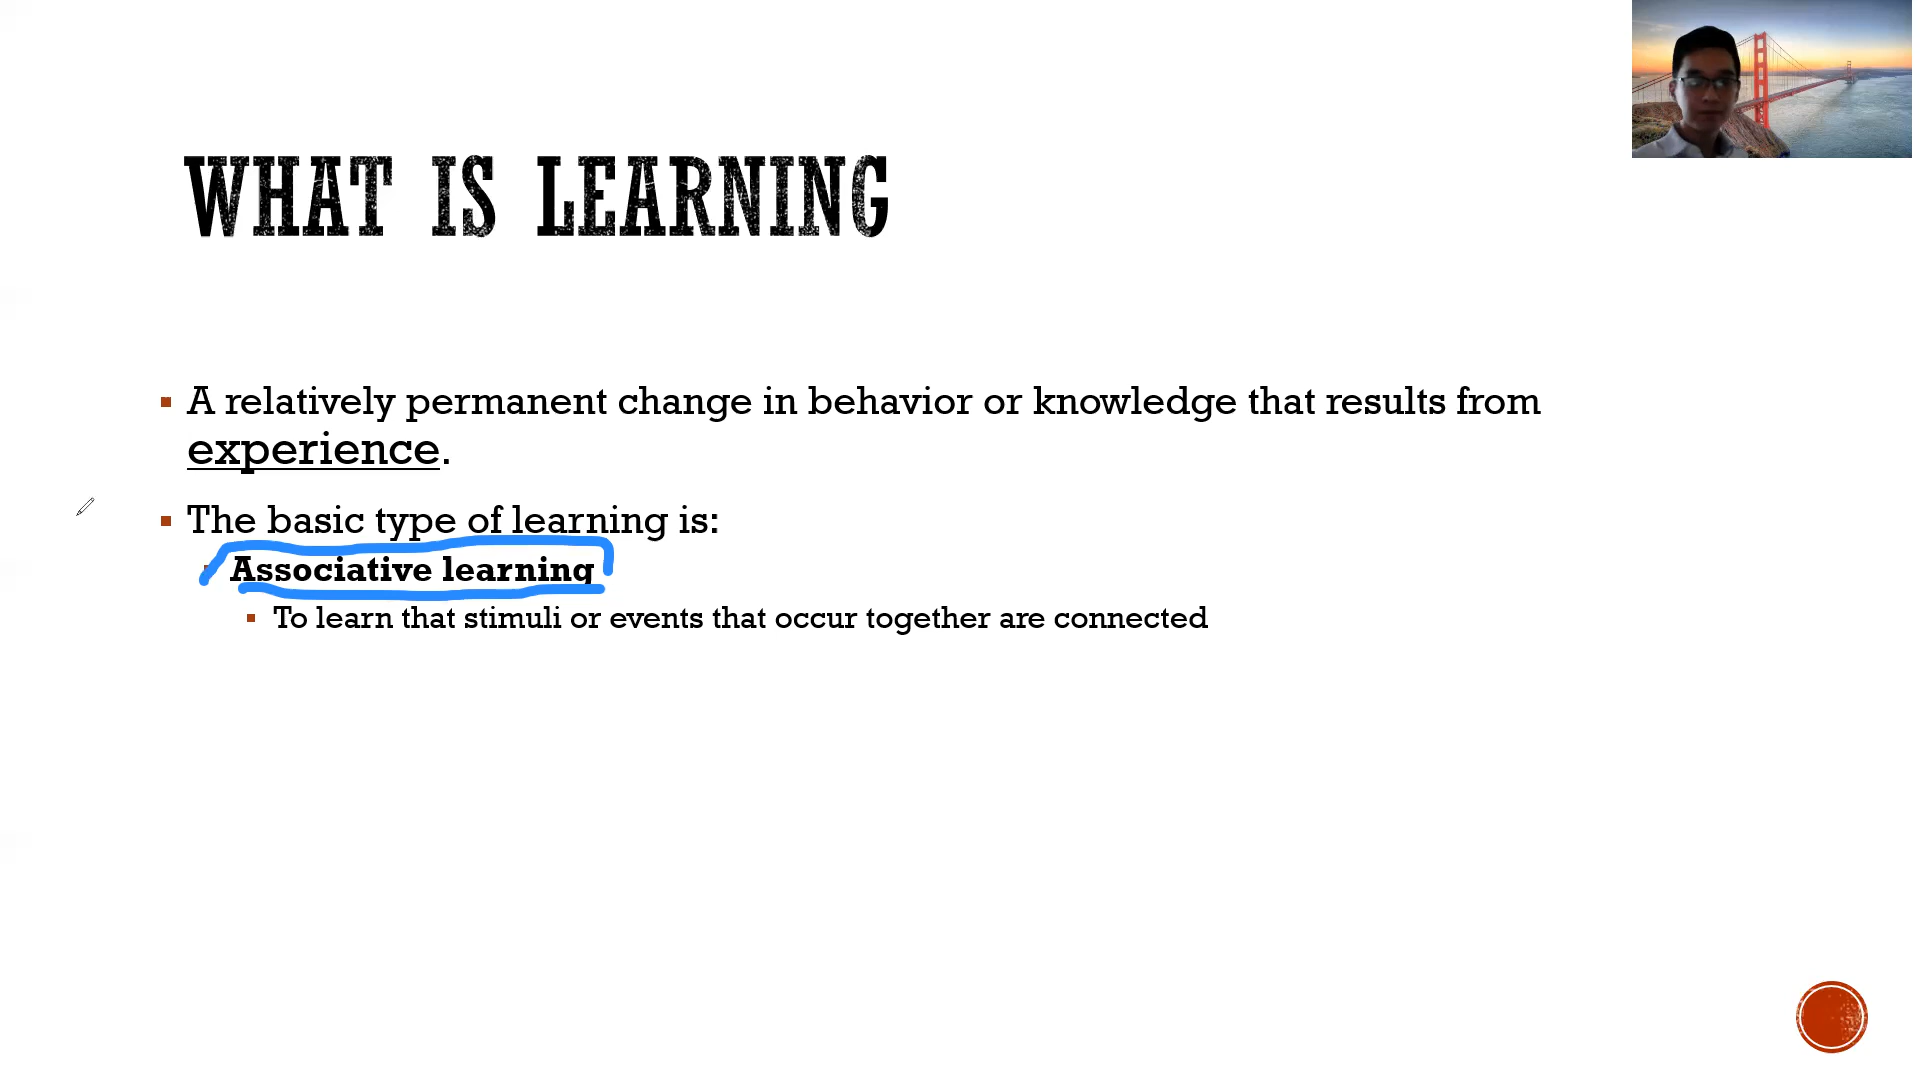 WHAT IS LEARNING
A relatively permanent change in behavior or knowledge that results from
experience.
The basic type of learning is:
Associative learning
To learn that stimuli or events that occur together are connected